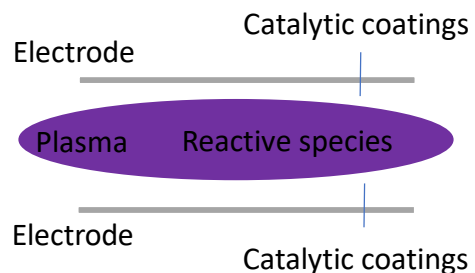 Catalytic coatings
Electrode
Plasma
Reactive species
Electrode
Catalytic coatings